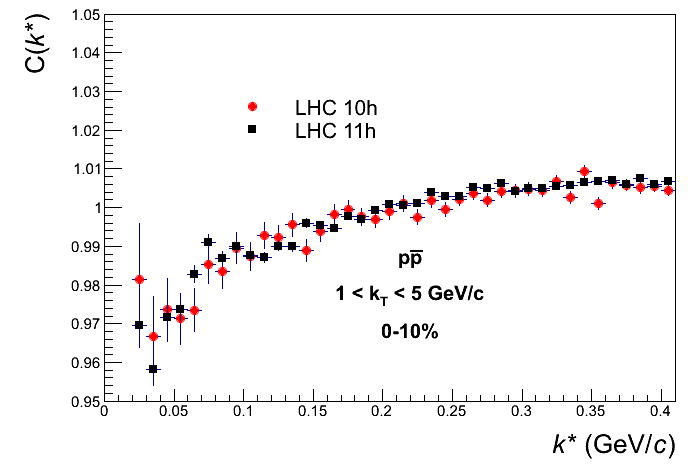 C(k*)
1.05
1.04
1.03
1.02
1.01
1
0.99
0.98
0.97
0.96
0.95
LHC 10h
LHC 11h
pp̅
1 < kT < 5 GeV/c
0-10%
0 0.05 0.1 0.15 0.2 0.25 0.3 0.35 0.4
k* (GeV/c)